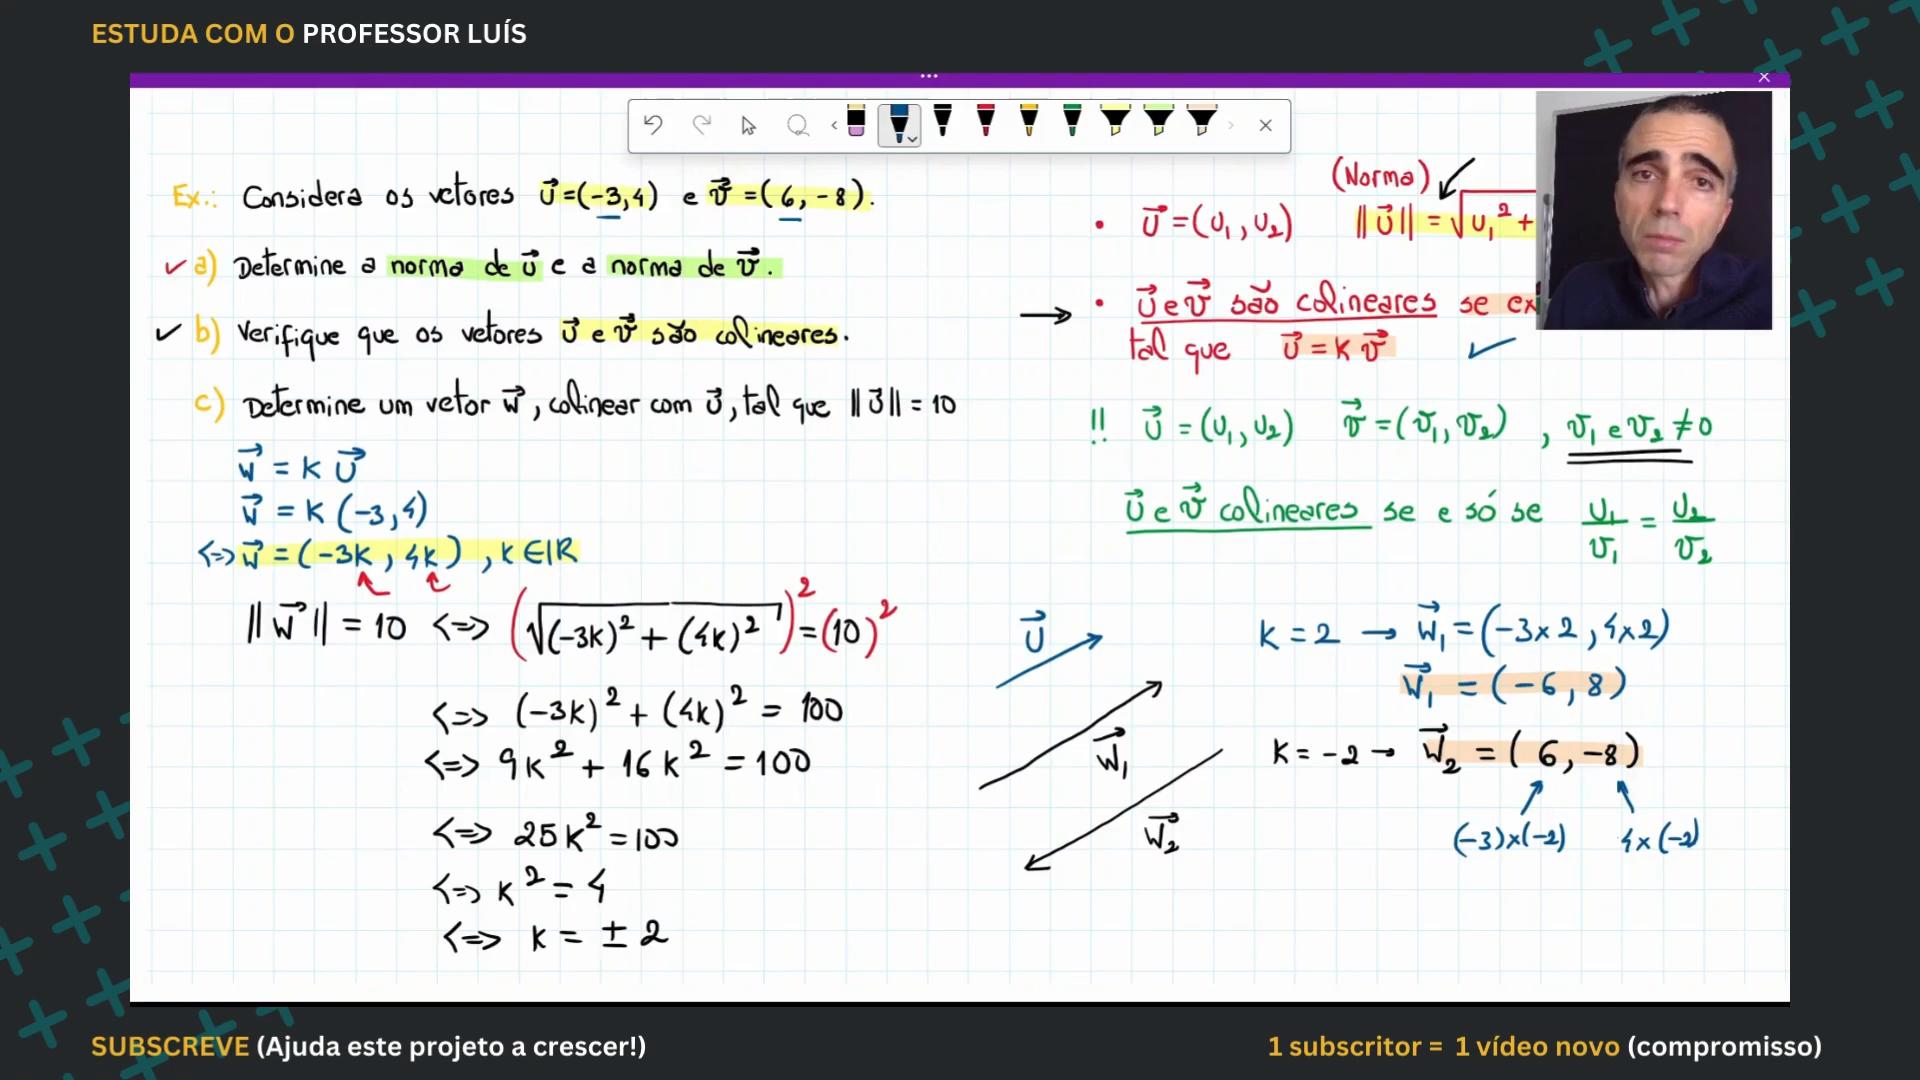 ESTUDA COM O PROFESSOR LUÍS
Ex.: Considera os vetores u⃗=(-3,4) e v⃗=(6,-8).
a) Determine a norma de u⃗ e a norma de v⃗.
b) Verifique que os vetores u⃗ e v⃗ são colineares.
c) Determine um vetor w⃗, colinear com u⃗, tal que ||u⃗|| = 10
w⃗ = K u⃗
w⃗ = K (-3,4)
<=> w⃗ = (-3K, 4K), K ∈ IR
||w⃗|| = 10 <=> (√((-3K)² + (4K)²))² = (10)²
<=> (-3K)² + (4K)² = 100
<=> 9K² + 16K² = 100
<=> 25K² = 100
<=> K² = 4
<=> K = ± 2
(Norma)
• u⃗ = (u₁, u₂) ||u⃗|| = √u₁² +
• u⃗ e v⃗ são colineares se ex
tal que u⃗ = K v⃗
!! u⃗ = (u₁, u₂) v⃗ = (v₁, v₂), v₁ e v₂ ≠ 0
u⃗ e v⃗ colineares se e só se u₁/v₁ = u₂/v₂
u⃗
w⃗₁
w⃗₂
K = 2 → w⃗₁ = (-3×2, 4×2)
w⃗₁ = (-6, 8)
K = -2 → w⃗₂ = (6, -8)
(-3)×(-2) 4×(-2)
SUBSCREVE (Ajuda este projeto a crescer!)
1 subscritor = 1 vídeo novo (compromisso)